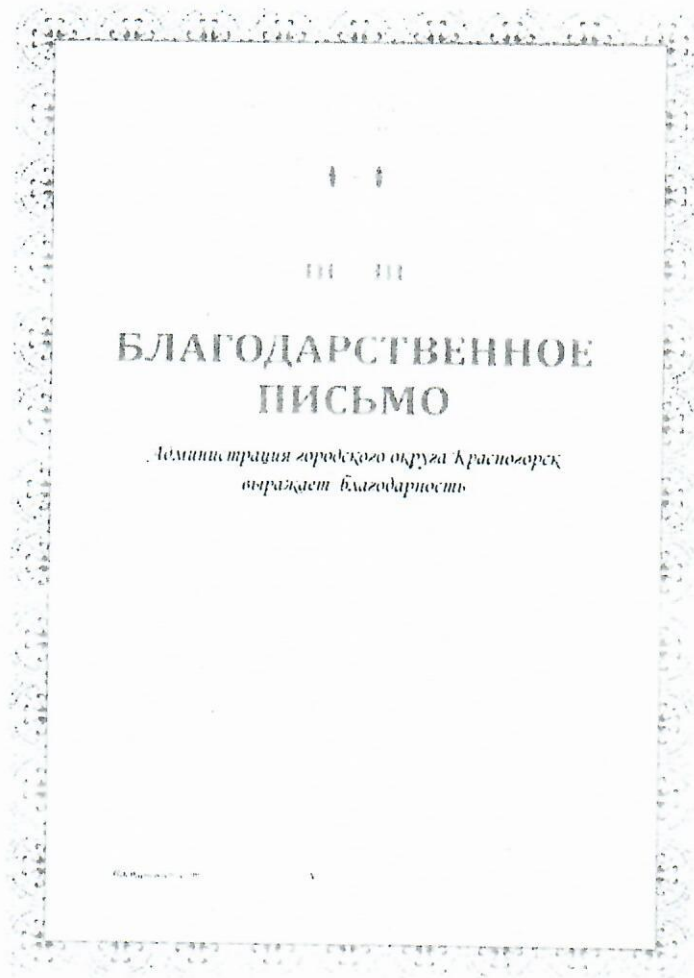 БЛАГОДАРСТВЕННОЕ
ПИСЬМО
Администрация городского округа Красногорск
выражает благодарность